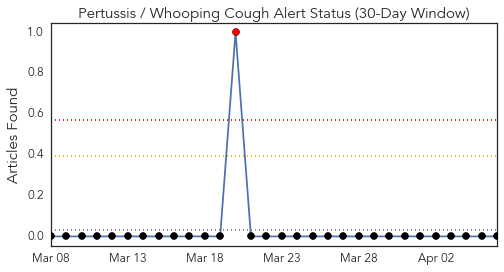 Pertussis / Whooping Cough Alert Status (30-Day Window)
Articles Found
1.0
0.8
0.6
0.4
0.2
0.0
Mar 08 Mar 13 Mar 18 Mar 23 Mar 28 Apr 02